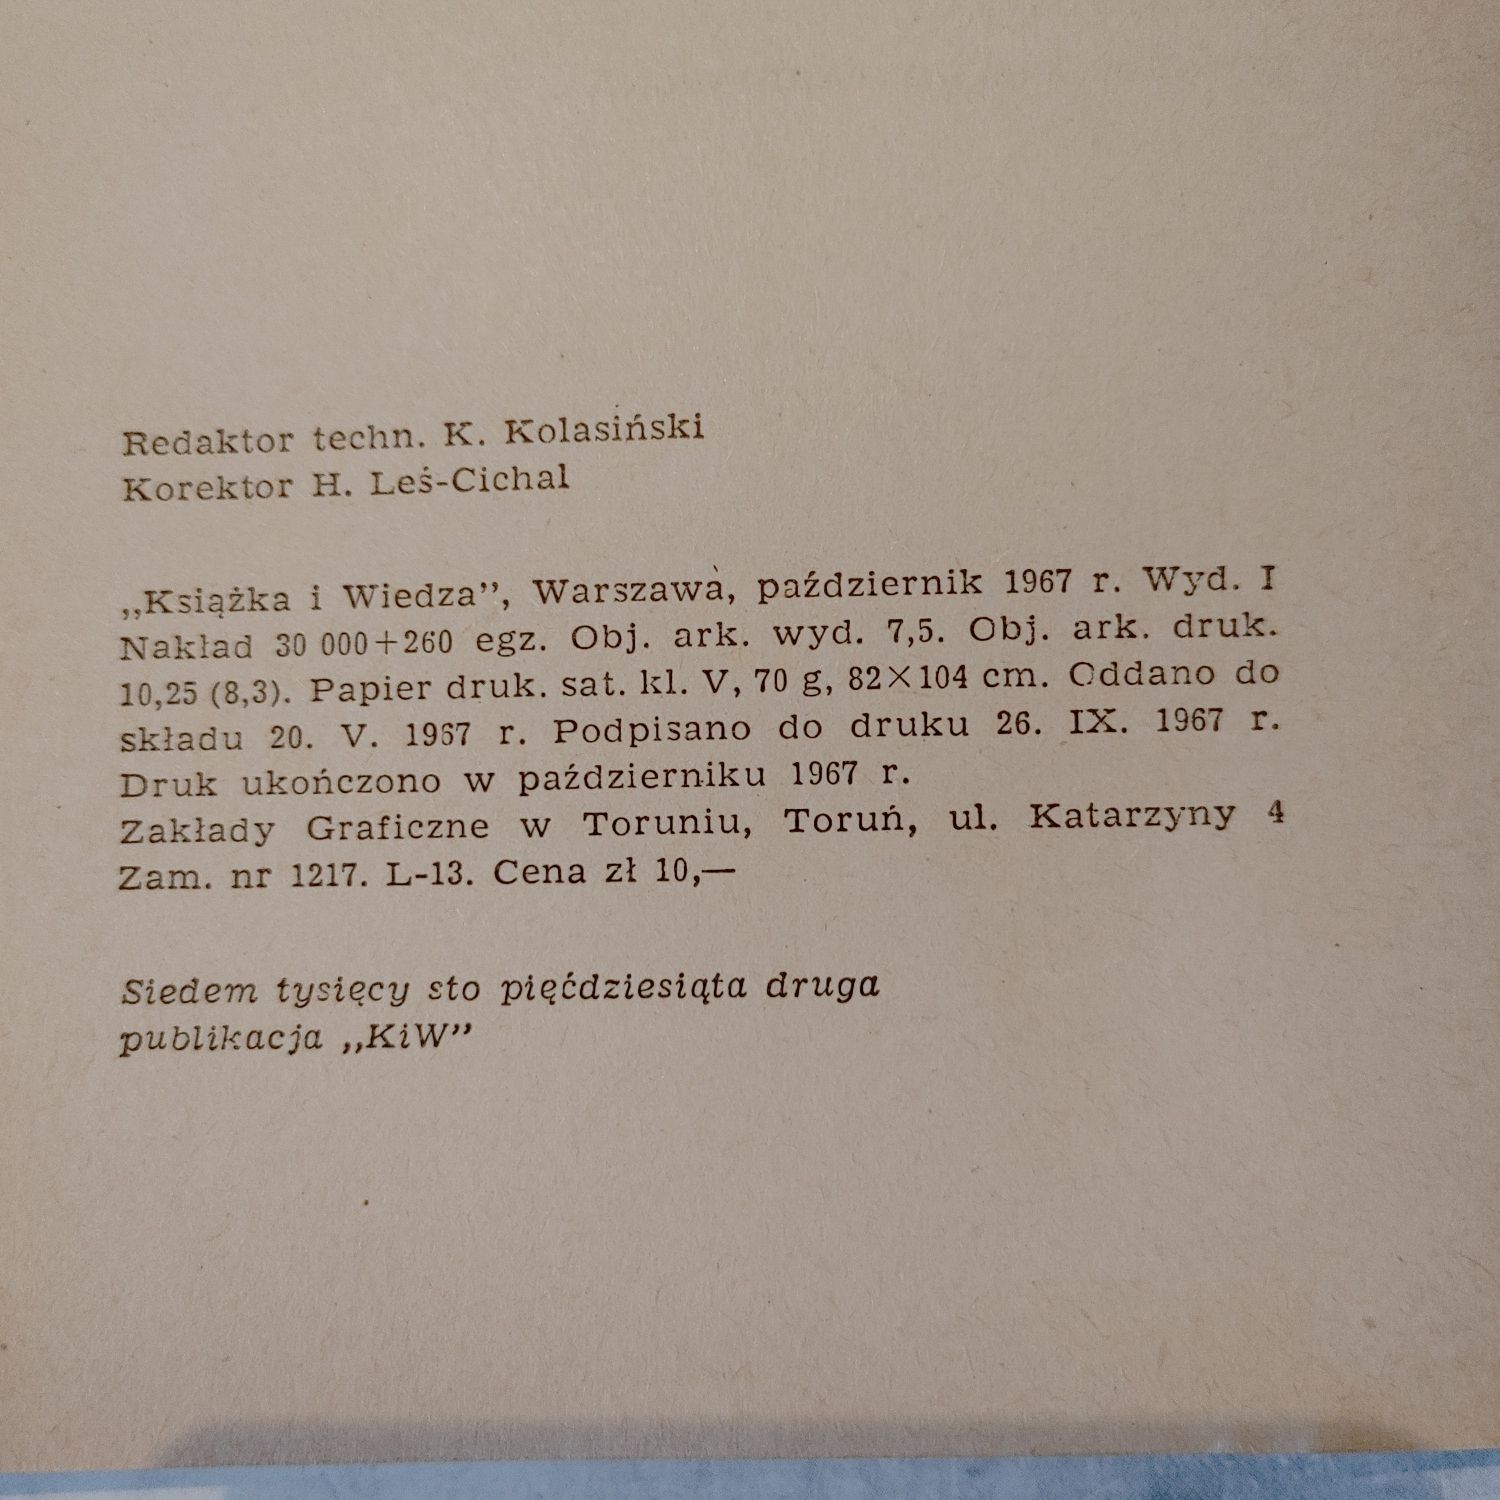 Redaktor techn. K. Kolasiński
Korektor H. Leś-Cichal
„Książka i Wiedza”, Warszawa, październik 1967 r. Wyd. I
Nakład 30 000+260 egz. Obj. ark. wyd. 7,5. Obj. ark. druk.
10,25 (8,3). Papier druk. sat. kl. V, 70 g, 82×104 cm. Oddano do
składu 20. V. 1967 r. Podpisano do druku 26. IX. 1967 r.
Druk ukończono w październiku 1967 r.
Zakłady Graficzne w Toruniu, Toruń, ul. Katarzyny 4
Zam. nr 1217. L-13. Cena zł 10,—
Siedem tysięcy sto pięćdziesiąta druga
publikacja „KiW”